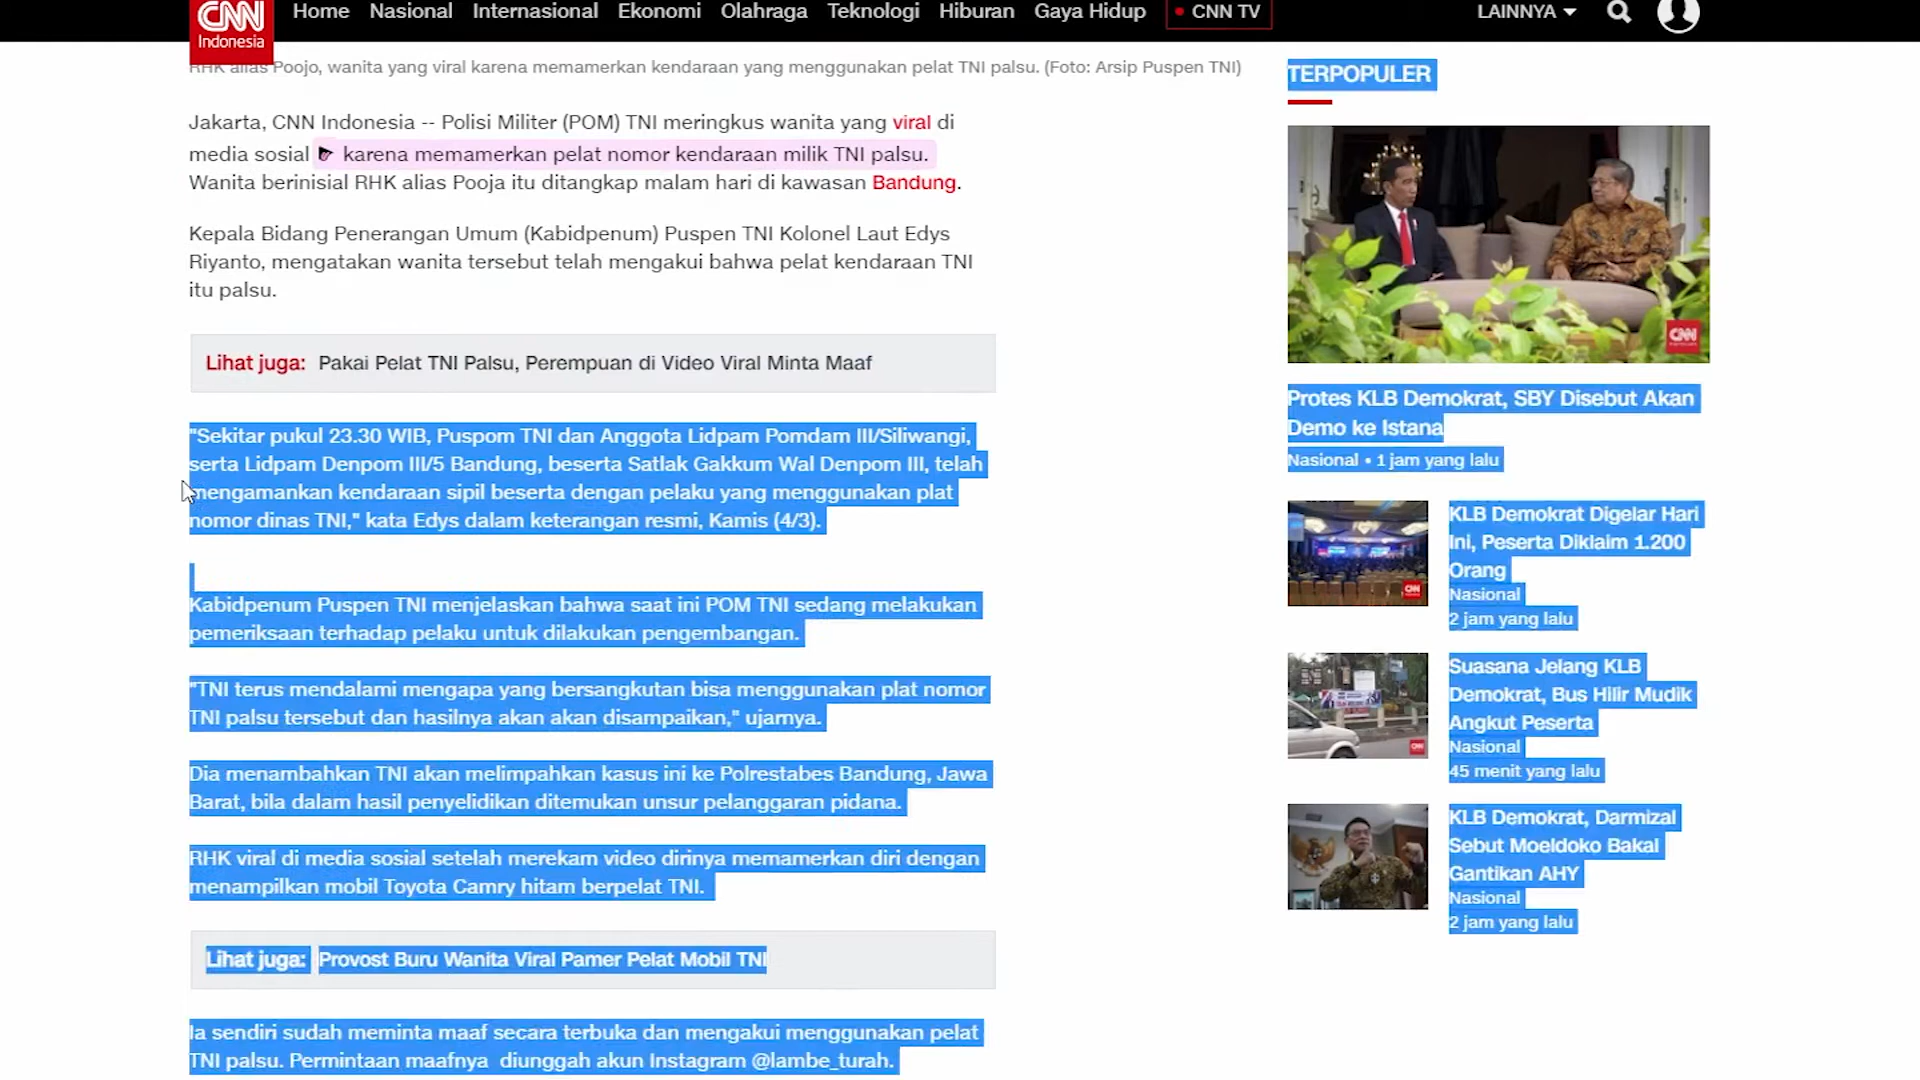 CNN
Indonesia
Home
Nasional
Internasional
Ekonomi
Olahraga
Teknologi
Hiburan
Gaya Hidup
CNN TV
LAINNYA
RHK alias Poojo, wanita yang viral karena memamerkan kendaraan yang menggunakan pelat TNI palsu. (Foto: Arsip Puspen TNI)
Jakarta, CNN Indonesia -- Polisi Militer (POM) TNI meringkus wanita yang viral di
media sosial karena memamerkan pelat nomor kendaraan milik TNI palsu.
Wanita berinisial RHK alias Pooja itu ditangkap malam hari di kawasan Bandung.
Kepala Bidang Penerangan Umum (Kabidpenum) Puspen TNI Kolonel Laut Edys
Riyanto, mengatakan wanita tersebut telah mengakui bahwa pelat kendaraan TNI
itu palsu.
Lihat juga: Pakai Pelat TNI Palsu, Perempuan di Video Viral Minta Maaf
"Sekitar pukul 23.30 WIB, Puspom TNI dan Anggota Lidpam Pomdam III/Siliwangi,
serta Lidpam Denpom III/5 Bandung, beserta Satlak Gakkum Wal Denpom III, telah
mengamankan kendaraan sipil beserta dengan pelaku yang menggunakan plat
nomor dinas TNI," kata Edys dalam keterangan resmi, Kamis (4/3).
Kabidpenum Puspen TNI menjelaskan bahwa saat ini POM TNI sedang melakukan
pemeriksaan terhadap pelaku untuk dilakukan pengembangan.
"TNI terus mendalami mengapa yang bersangkutan bisa menggunakan plat nomor
TNI palsu tersebut dan hasilnya akan akan disampaikan," ujarnya.
Dia menambahkan TNI akan melimpahkan kasus ini ke Polrestabes Bandung, Jawa
Barat, bila dalam hasil penyelidikan ditemukan unsur pelanggaran pidana.
RHK viral di media sosial setelah merekam video dirinya memamerkan diri dengan
menampilkan mobil Toyota Camry hitam berpelat TNI.
Lihat juga: Provost Buru Wanita Viral Pamer Pelat Mobil TNI
Ia sendiri sudah meminta maaf secara terbuka dan mengakui menggunakan pelat
TNI palsu. Permintaan maafnya diunggah akun Instagram @lambe_turah.
TERPOPULER
CNN
Protes KLB Demokrat, SBY Disebut Akan
Demo ke Istana
Nasional • 1 jam yang lalu
KLB Demokrat Digelar Hari
Ini, Peserta Diklaim 1.200
Orang
Nasional
2 jam yang lalu
Suasana Jelang KLB
Demokrat, Bus Hilir Mudik
Angkut Peserta
Nasional
45 menit yang lalu
KLB Demokrat, Darmizal
Sebut Moeldoko Bakal
Gantikan AHY
Nasional
2 jam yang lalu